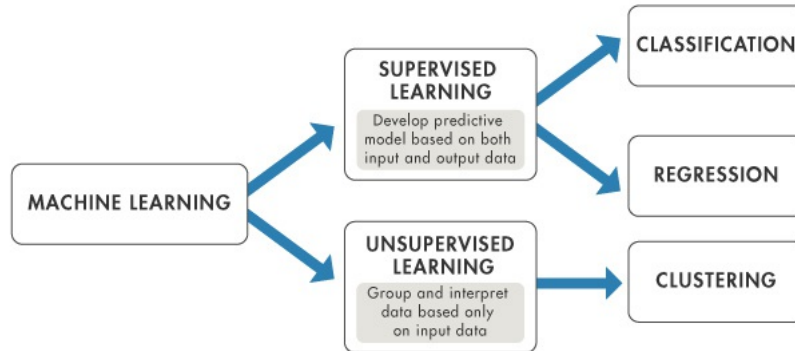 MACHINE LEARNING
SUPERVISED
LEARNING
Develop predictive
model based on both
input and output data
UNSUPERVISED
LEARNING
Group and interpret
data based only
on input data
CLASSIFICATION
REGRESSION
CLUSTERING